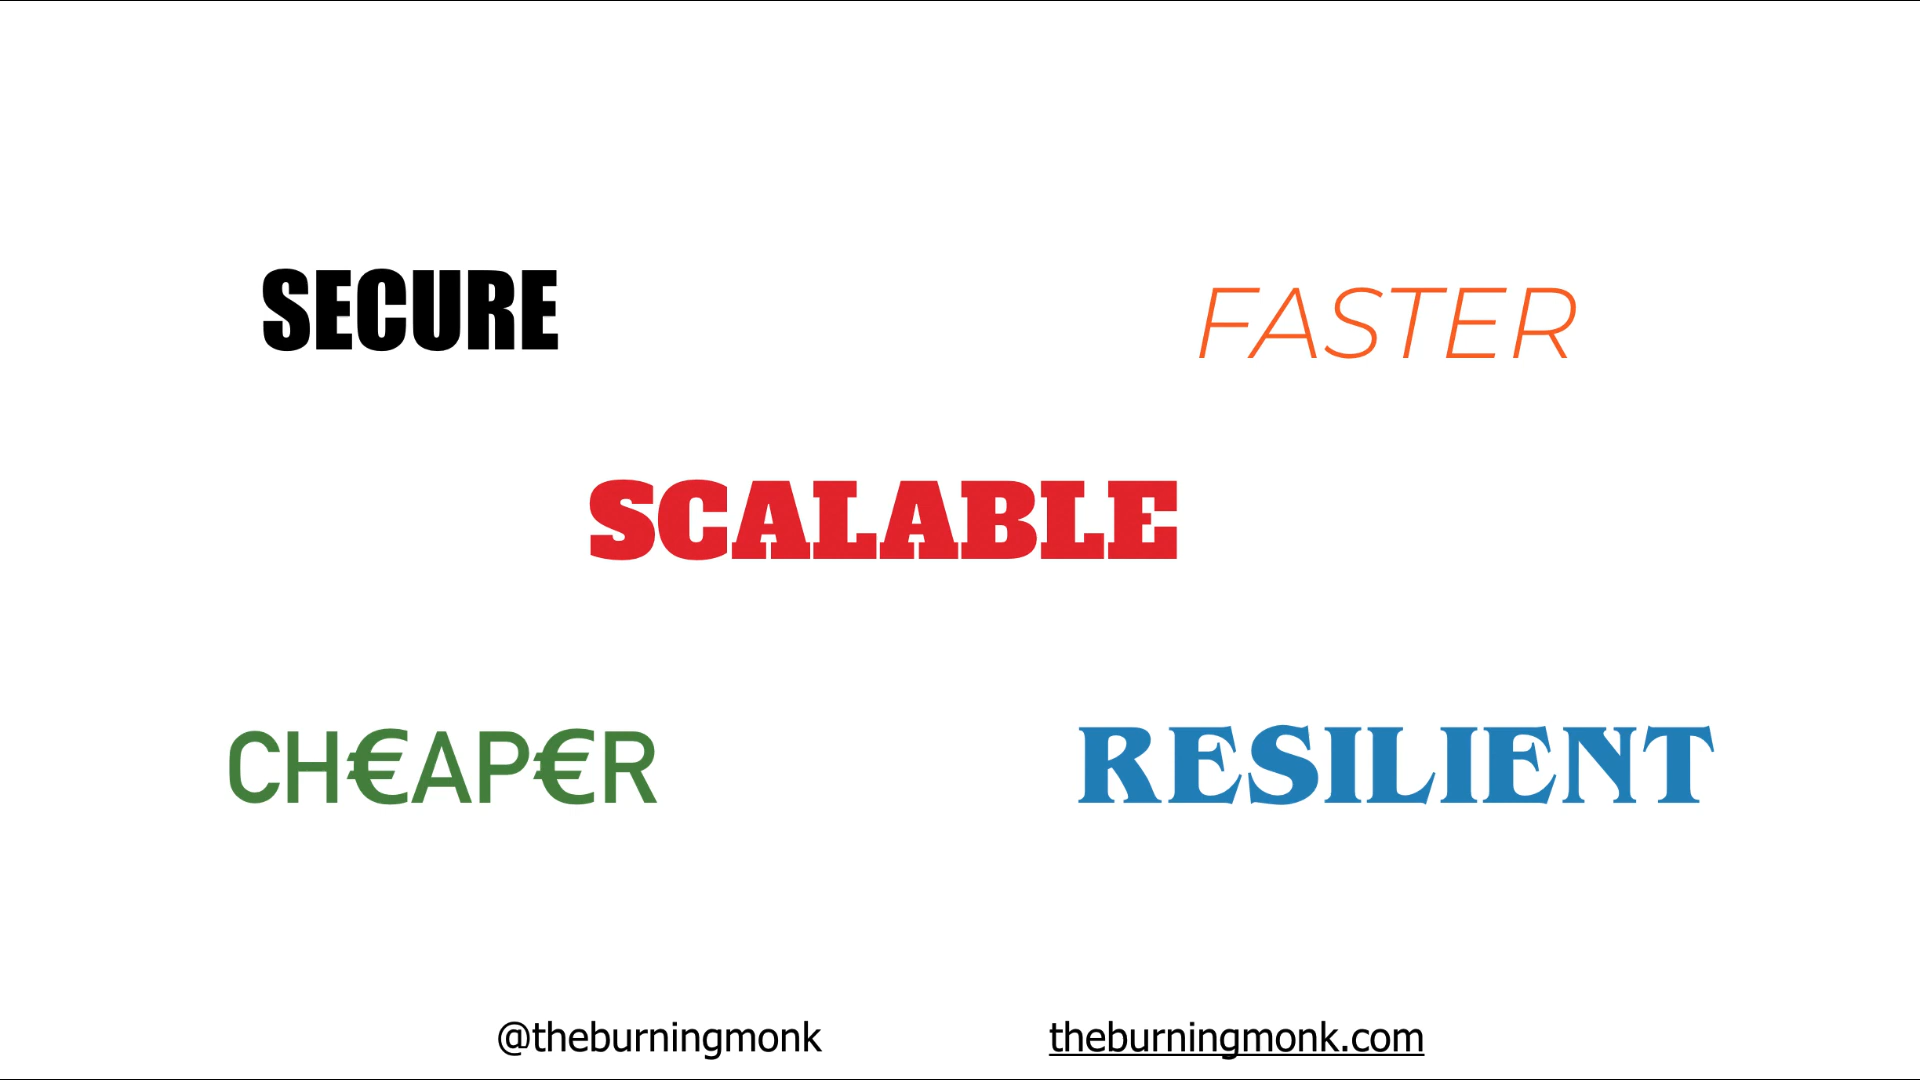 SECURE
FASTER
SCALABLE
CH€AP€R
RESILIENT
@theburningmonk
theburningmonk.com